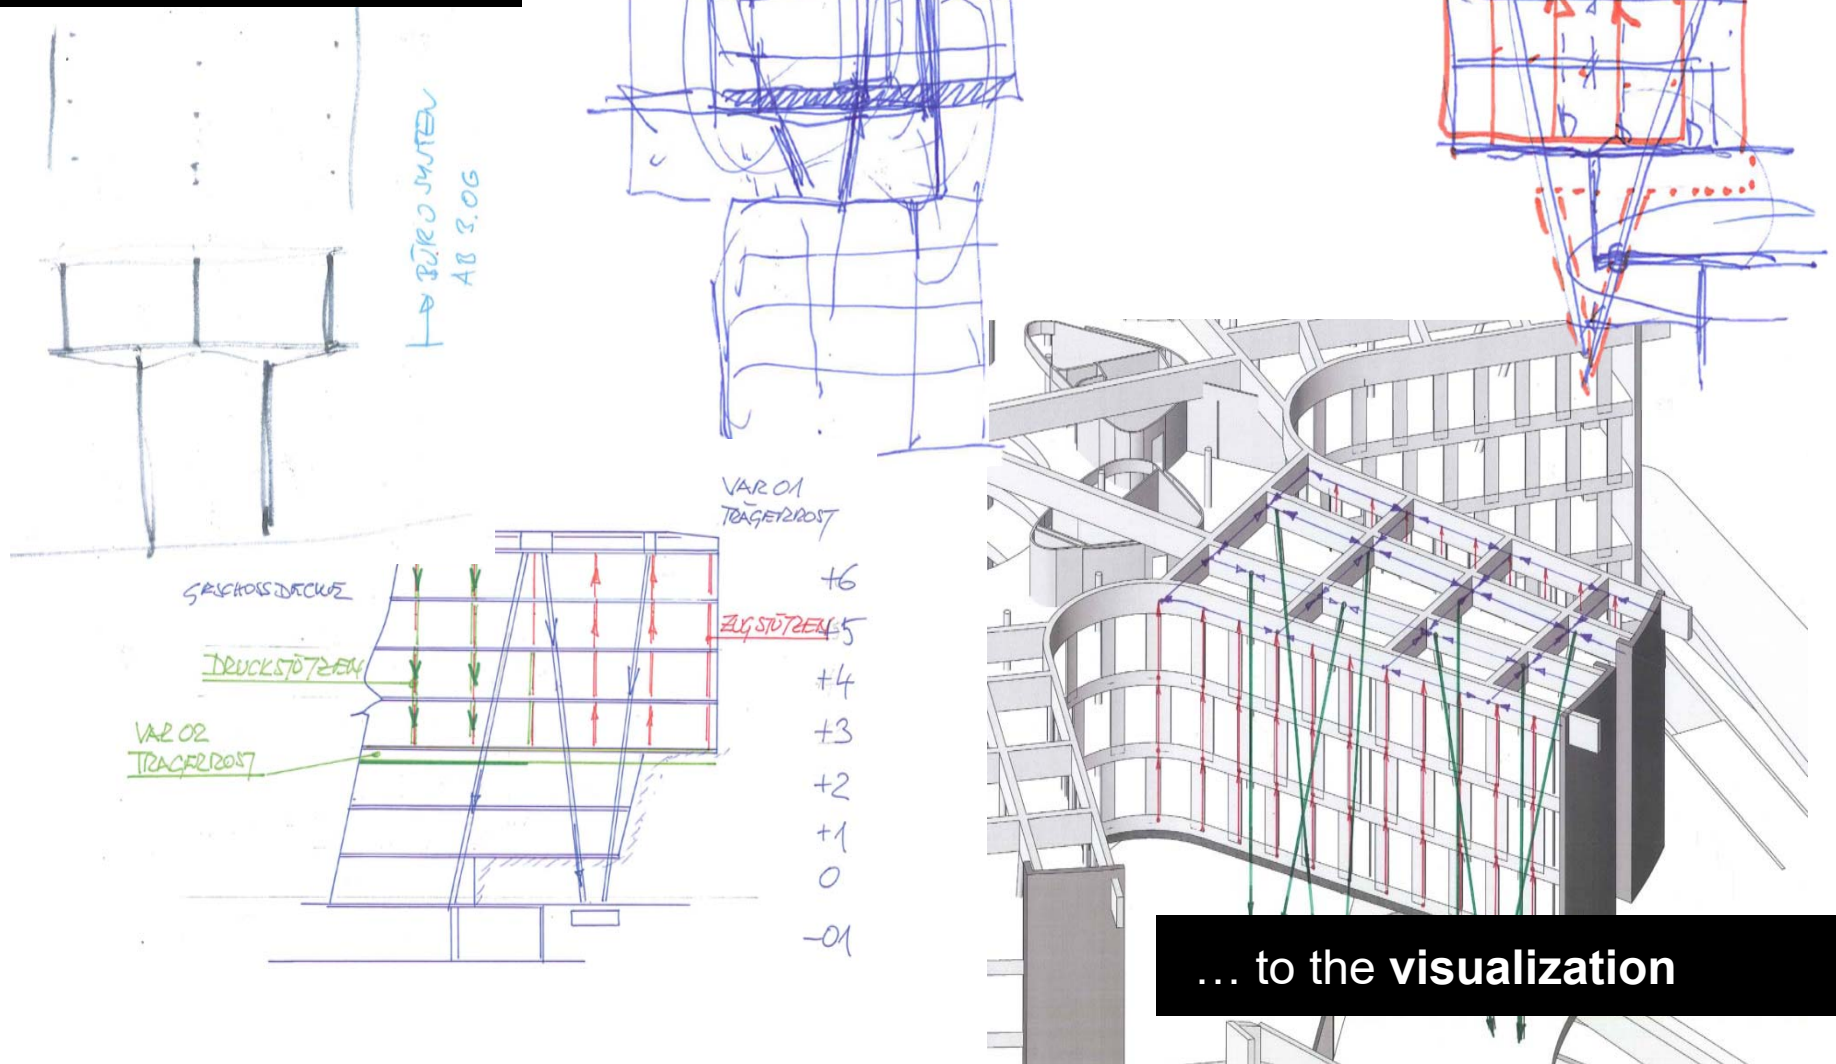 BÜRO STÜTZEN
AB 3.OG
VAR 01
TRÄGERROST
+6
GESCHOSSDECKE
ZUGSTÜTZEN
+5
DRUCKSTÜTZEN
+4
VAR 02
TRÄGERROST
+3
+2
+1
0
-01
… to the visualization